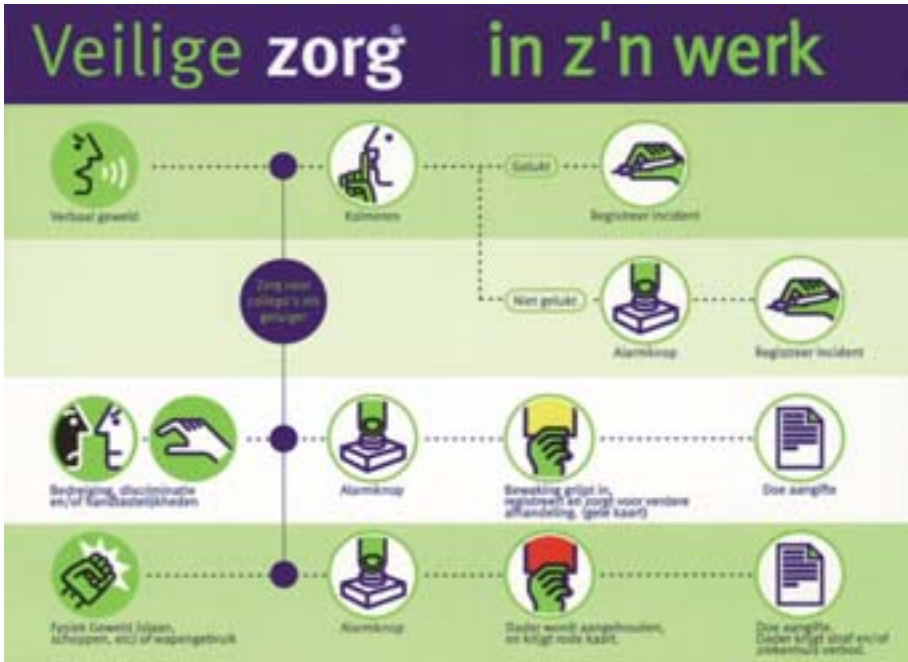 Veilige zorg® in z'n werk
Verbaal geweld
Kalmeren
Gelukt
Registreer incident
Zorg voor
collega's als
getuige!
Niet gelukt
Alarmknop
Registreer incident
Bedreiging, discriminatie
en/of handtastelijkheden
Alarmknop
Bewaking grijpt in,
registreert en zorgt voor verdere
afhandeling. (gele kaart)
Doe aangifte
Fysiek Geweld (slaan,
schoppen, etc) of wapengebruik
Alarmknop
Dader wordt aangehouden,
en krijgt rode kaart.
Doe aangifte.
Dader krijgt straf en/of
ziekenhuis verbod.